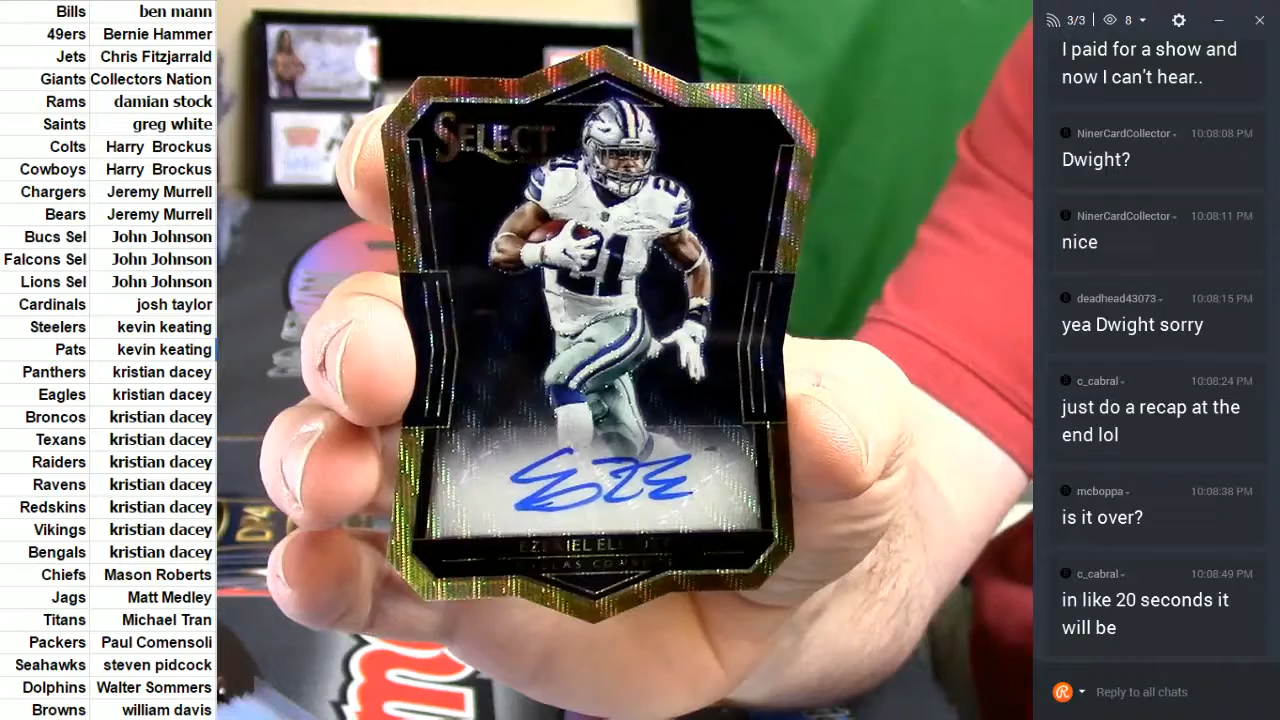 Bills ben mann
49ers Bernie Hammer
Jets Chris Fitzjarrald
Giants Collectors Nation
Rams damian stock
Saints greg white
Colts Harry Brockus
Cowboys Harry Brockus
Chargers Jeremy Murrell
Bears Jeremy Murrell
Bucs Sel John Johnson
Falcons Sel John Johnson
Lions Sel John Johnson
Cardinals josh taylor
Steelers kevin keating
Pats kevin keating
Panthers kristian dacey
Eagles kristian dacey
Broncos kristian dacey
Texans kristian dacey
Raiders kristian dacey
Ravens kristian dacey
Redskins kristian dacey
Vikings kristian dacey
Bengals kristian dacey
Chiefs Mason Roberts
Jags Matt Medley
Titans Michael Tran
Packers Paul Comensoli
Seahawks steven pidcock
Dolphins Walter Sommers
Browns william davis
SELECT
21
3/3 8
I paid for a show and
now I can't hear..
NinerCardCollector 10:08:08 PM
Dwight?
NinerCardCollector 10:08:11 PM
nice
deadhead43073 10:08:15 PM
yea Dwight sorry
c_cabral 10:08:24 PM
just do a recap at the
end lol
mcboppa 10:08:38 PM
is it over?
c_cabral 10:08:49 PM
in like 20 seconds it
will be
Reply to all chats